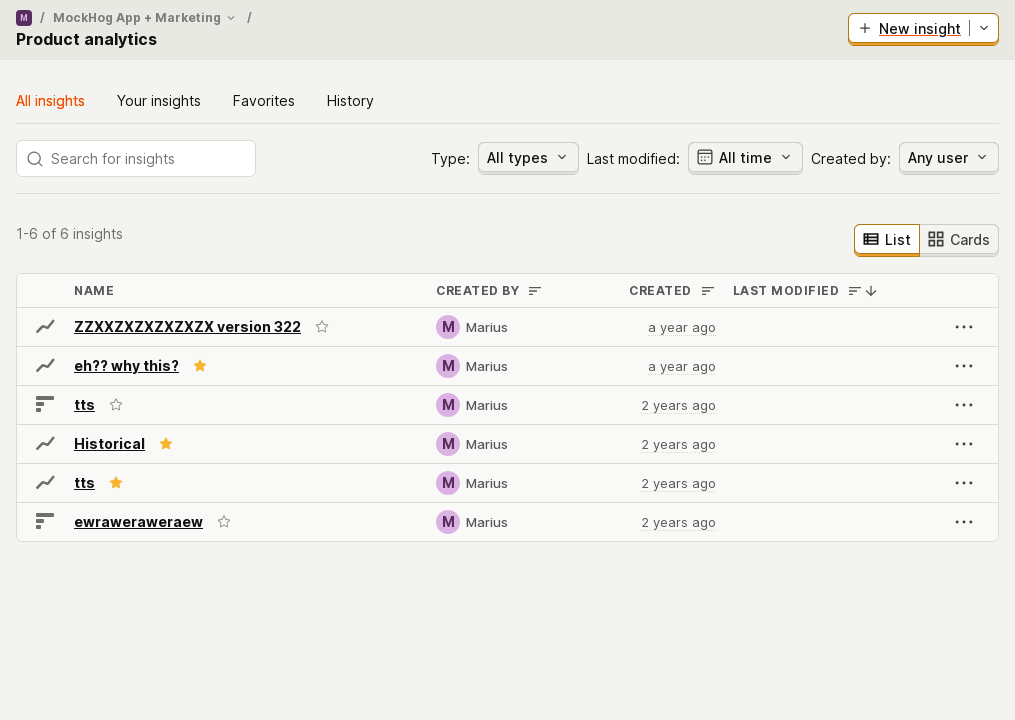 M / MockHog App + Marketing /
Product analytics
New insight
All insights Your insights Favorites History
Search for insights Type: All types Last modified: All time Created by: Any user
1-6 of 6 insights List Cards
NAME CREATED BY CREATED LAST MODIFIED
ZZXXZXZXZXZXZX version 322 M Marius a year ago
eh?? why this? M Marius a year ago
tts M Marius 2 years ago
Historical M Marius 2 years ago
tts M Marius 2 years ago
ewraweraweraew M Marius 2 years ago